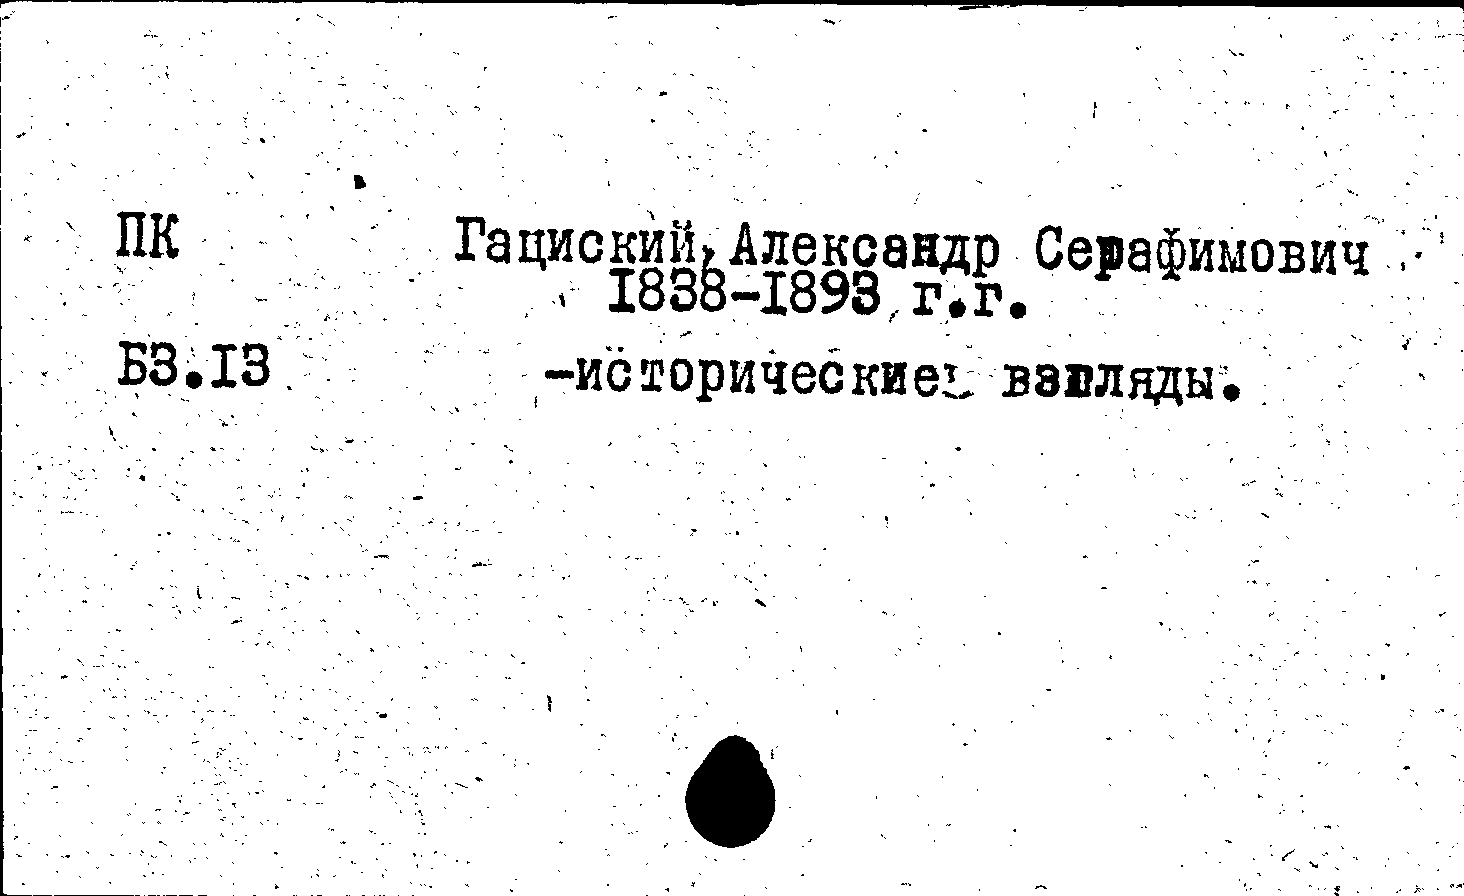 ПК Гациский, Александр Серафимович
1838-1893 г.г.
Б3.13 -исторические взгляды.